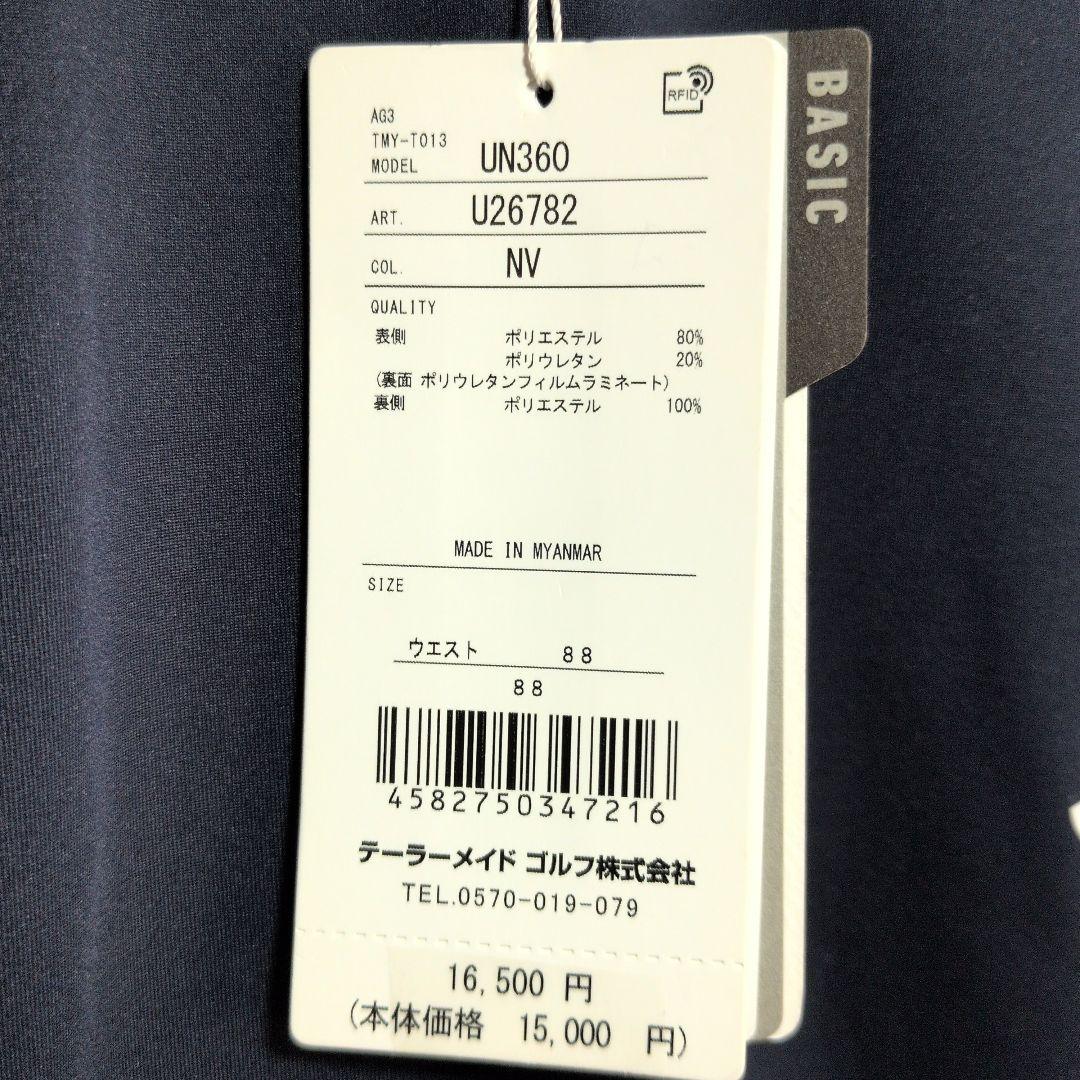 RFID
BASIC
AG3
TMY-T013
MODEL UN360
ART. U26782
COL. NV
QUALITY
表側 ポリエステル 80%
ポリウレタン 20%
(裏面 ポリウレタンフィルムラミネート)
裏側 ポリエステル 100%
MADE IN MYANMAR
SIZE
ウエスト 88
88
4582750347216
テーラーメイド ゴルフ株式会社
TEL.0570-019-079
16,500 円
(本体価格 15,000 円)